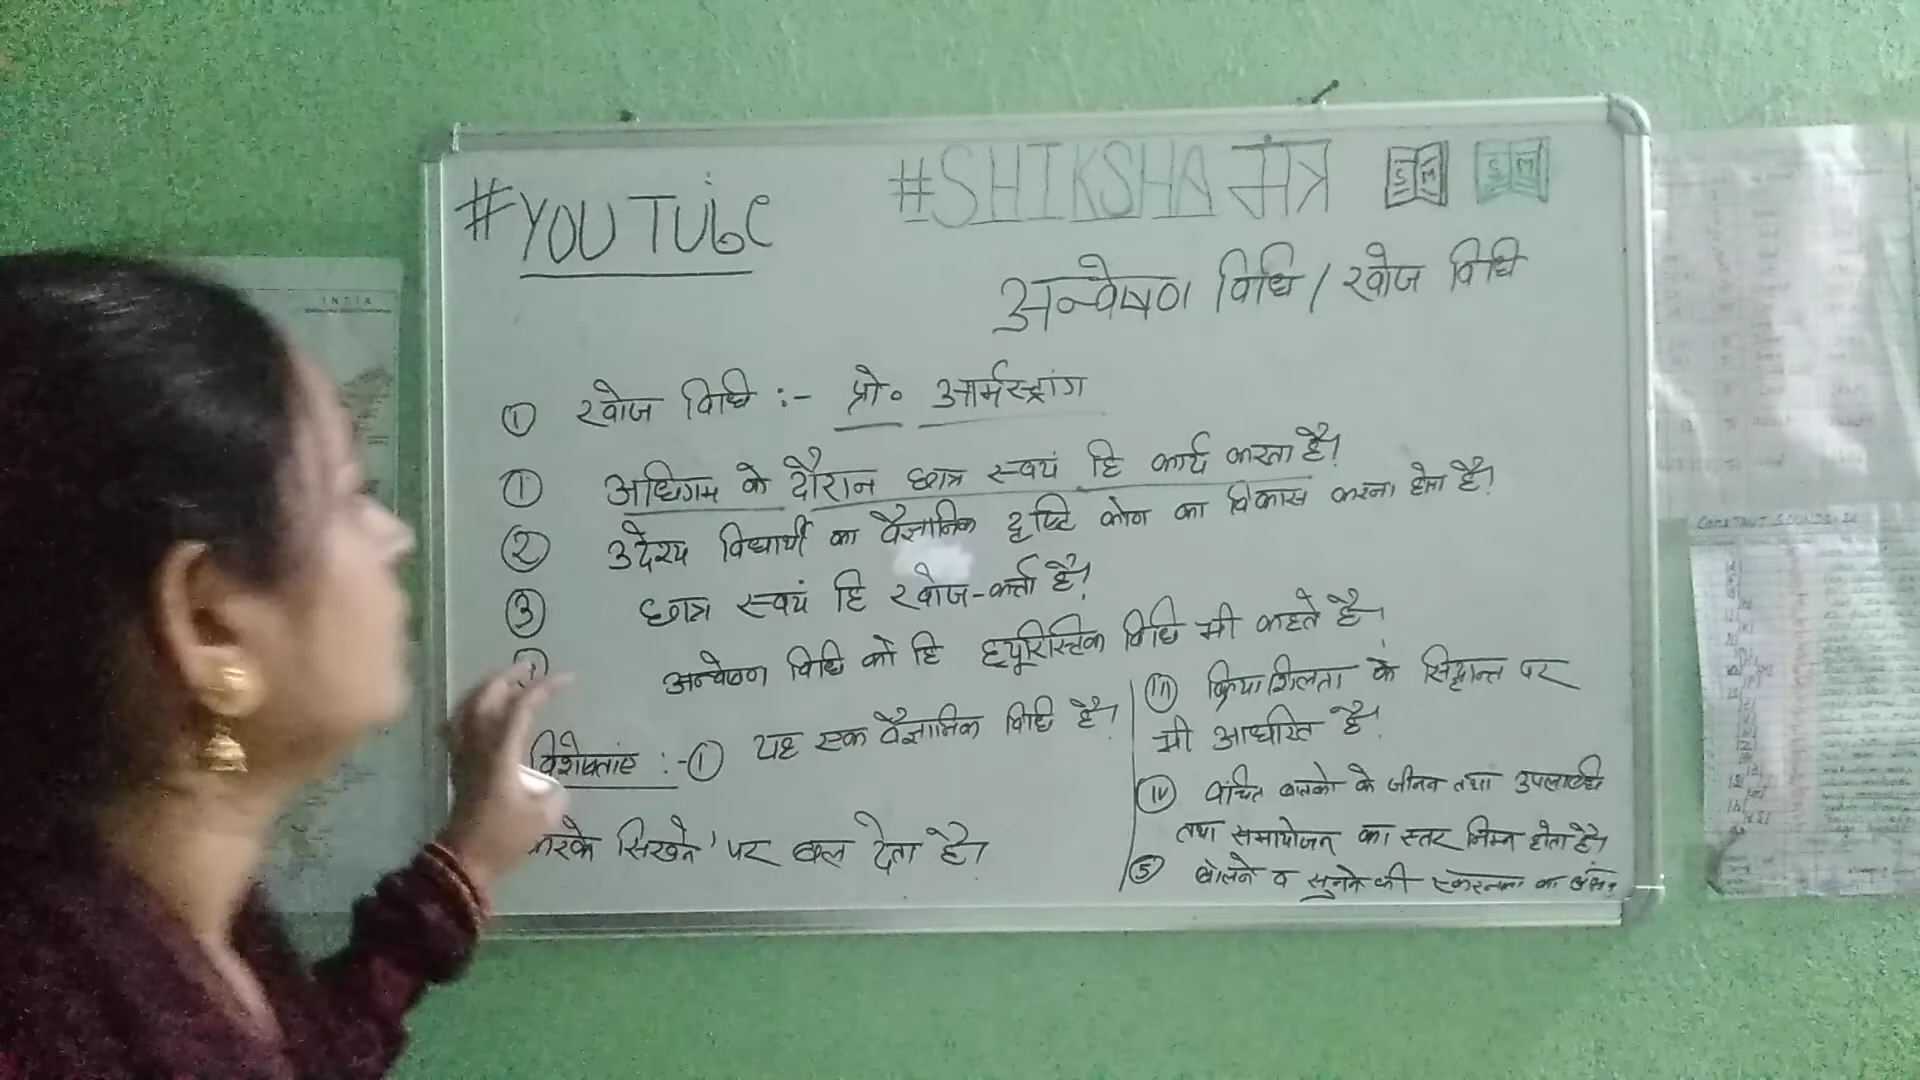 #YOUTUBE
#SHIKSHA मंत्र
S M
S M
अन्वेषण विधि / खोज विधि
① खोज विधि :- प्रो० आर्मस्ट्रांग
① अधिगम के दौरान छात्र स्वयं हि कार्य करता है।
② उदेश्य विधार्थी का वैज्ञानिक दृष्टि कोण का विकास करना होता है।
③ छात्र स्वयं हि खोज-कर्त्ता है।
अन्वेषण विधि को हि ह्यूरिस्टिक विधि भी कहते है।
विशेषताएं :- ① यह एक वैज्ञानिक विधि है।
करके सिखने' पर बल देता है।
(III) क्रियाशिलता के सिद्धान्त पर
भी आधारित है।
(IV) वंचित बालको के जीवन तथा उपलब्धि
तथा समायोजन का स्तर निम्न होता है।
⑤ बोलने व सुनने की का
INDIA